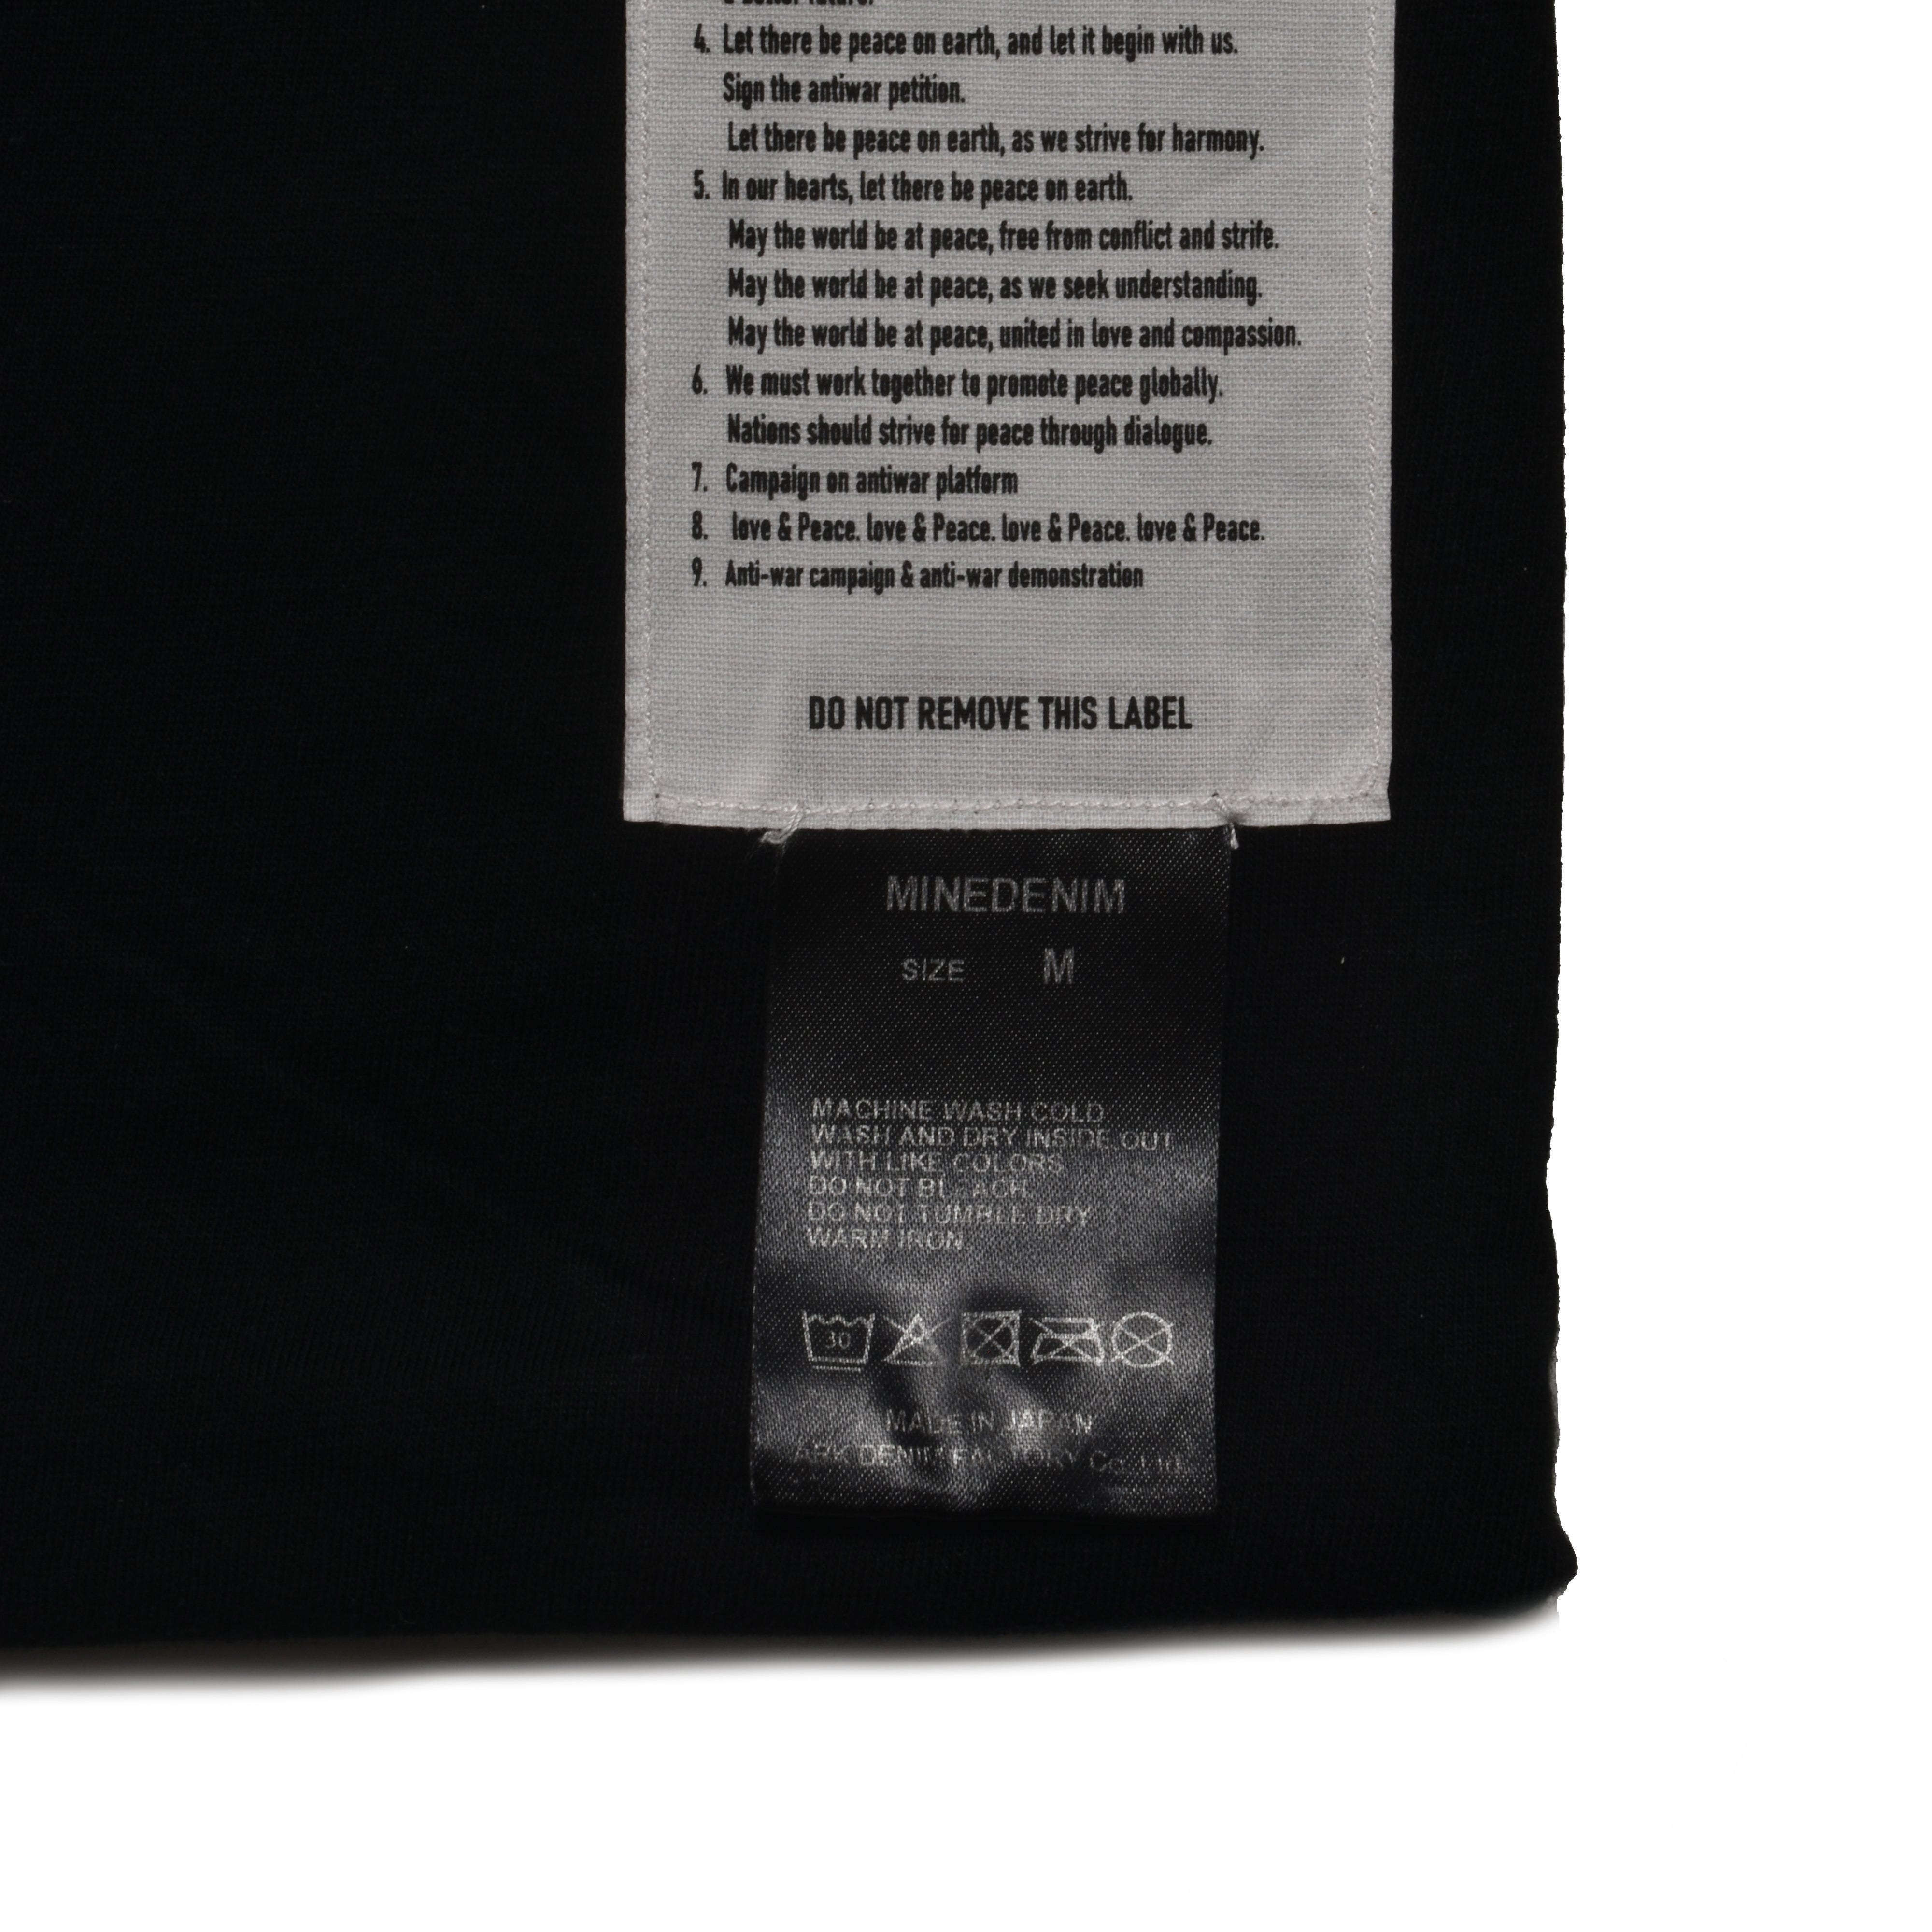 4. Let there be peace on earth, and let it begin with us.
Sign the antiwar petition.
Let there be peace on earth, as we strive for harmony.
5. In our hearts, let there be peace on earth.
May the world be at peace, free from conflict and strife.
May the world be at peace, as we seek understanding.
May the world be at peace, united in love and compassion.
6. We must work together to promote peace globally.
Nations should strive for peace through dialogue.
7. Campaign on antiwar platform
8. love & Peace. love & Peace. love & Peace. love & Peace.
9. Anti-war campaign & anti-war demonstration
DO NOT REMOVE THIS LABEL
MINEDENIM
SIZE M
MACHINE WASH COLD
WASH AND DRY INSIDE OUT
WITH LIKE COLORS
DO NOT BLEACH
DO NOT TUMBLE DRY
WARM IRON
30
MADE IN JAPAN
ARK DENIM FACTORY Co., Ltd.